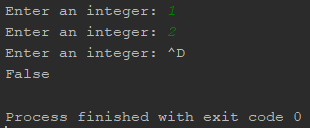 Enter an integer: 1
Enter an integer: 2
Enter an integer: ^D
False
Process finished with exit code 0